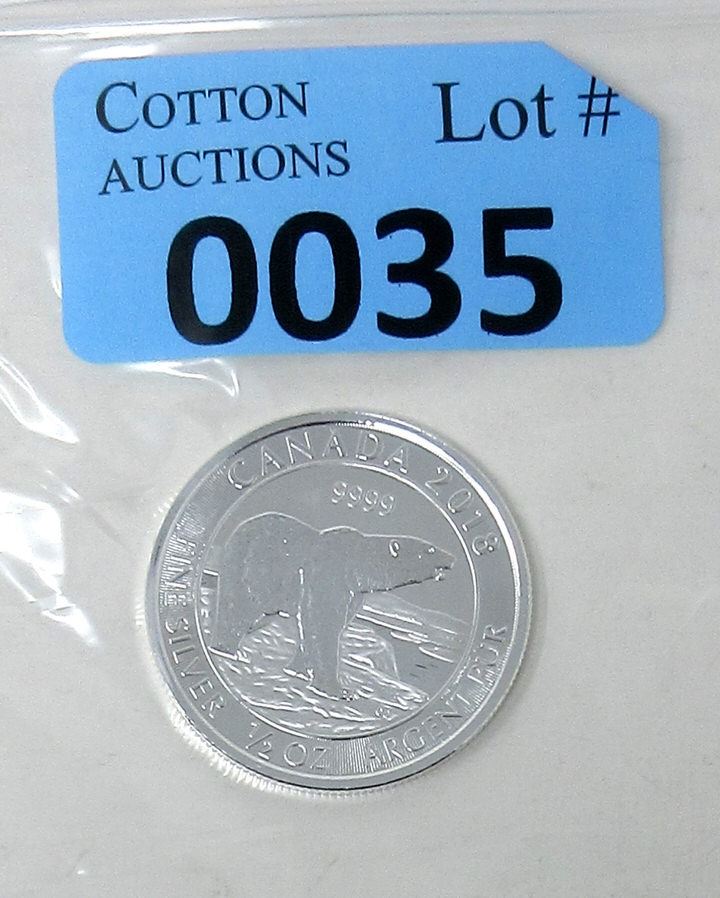 COTTON
AUCTIONS
Lot #
0035
CANADA 2018
9999
FINE SILVER 1/2 OZ ARGENT PUR